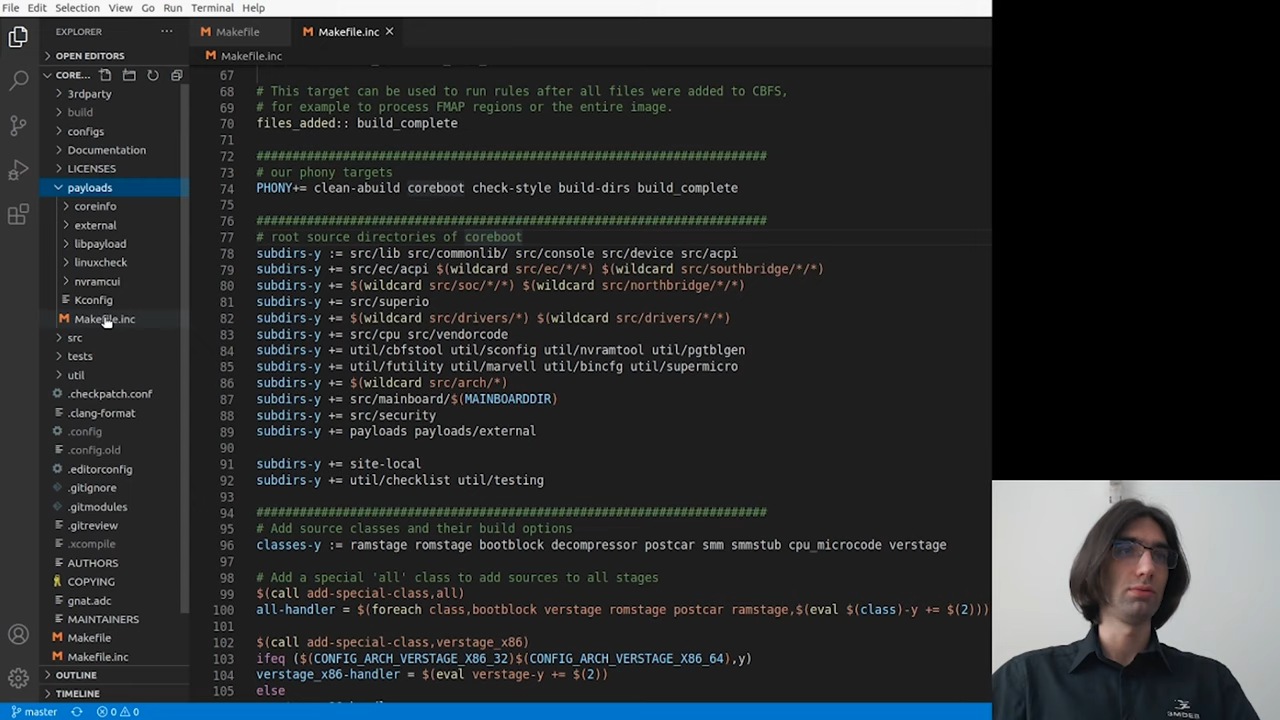 File Edit Selection View Go Run Terminal Help
EXPLORER
OPEN EDITORS
CORE...
3rdparty
build
configs
Documentation
LICENSES
payloads
coreinfo
external
libpayload
linuxcheck
nvramcui
Kconfig
Makefile.inc
src
tests
util
.checkpatch.conf
.clang-format
.config
.config.old
.editorconfig
.gitignore
.gitmodules
.gitreview
.xcompile
AUTHORS
COPYING
gnat.adc
MAINTAINERS
Makefile
Makefile.inc
OUTLINE
TIMELINE
master 0 0
Makefile Makefile.inc
Makefile.inc
67
68 # This target can be used to run rules after all files were added to CBFS,
69 # for example to process FMAP regions or the entire image.
70 files_added:: build_complete
71
72 #######################################################################
73 # our phony targets
74 PHONY+= clean-abuild coreboot check-style build-dirs build_complete
75
76 #######################################################################
77 # root source directories of coreboot
78 subdirs-y := src/lib src/commonlib/ src/console src/device src/acpi
79 subdirs-y += src/ec/acpi $(wildcard src/ec/*/*) $(wildcard src/southbridge/*/*)
80 subdirs-y += $(wildcard src/soc/*/*) $(wildcard src/northbridge/*/*)
81 subdirs-y += src/superio
82 subdirs-y += $(wildcard src/drivers/*) $(wildcard src/drivers/*/*)
83 subdirs-y += src/cpu src/vendorcode
84 subdirs-y += util/cbfstool util/sconfig util/nvramtool util/pgtblgen
85 subdirs-y += util/futility util/marvell util/bincfg util/supermicro
86 subdirs-y += $(wildcard src/arch/*)
87 subdirs-y += src/mainboard/$(MAINBOARDDIR)
88 subdirs-y += src/security
89 subdirs-y += payloads payloads/external
90
91 subdirs-y += site-local
92 subdirs-y += util/checklist util/testing
93
94 #######################################################################
95 # Add source classes and their build options
96 classes-y := ramstage romstage bootblock decompressor postcar smm smmstub cpu_microcode verstage
97
98 # Add a special 'all' class to add sources to all stages
99 $(call add-special-class,all)
100 all-handler = $(foreach class,bootblock verstage romstage postcar ramstage,$(eval $(class)-y += $(2)))
101
102 $(call add-special-class,verstage_x86)
103 ifeq ($(CONFIG_ARCH_VERSTAGE_X86_32)$(CONFIG_ARCH_VERSTAGE_X86_64),y)
104 verstage_x86-handler = $(eval verstage-y += $(2))
105 else
3MDEB